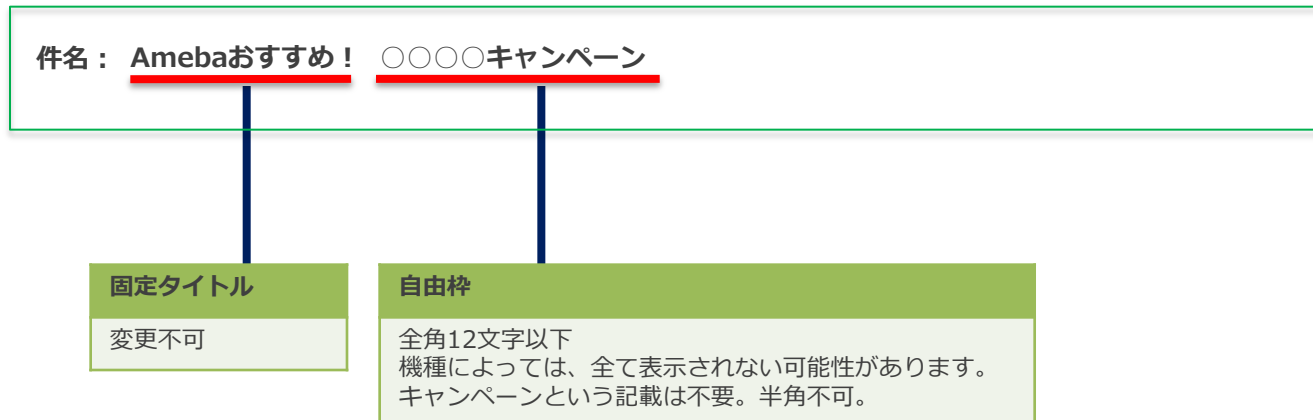 件名： Amebaおすすめ！ ○○○○キャンペーン
固定タイトル
変更不可
自由枠
全角12文字以下
機種によっては、全て表示されない可能性があります。
キャンペーンという記載は不要。半角不可。